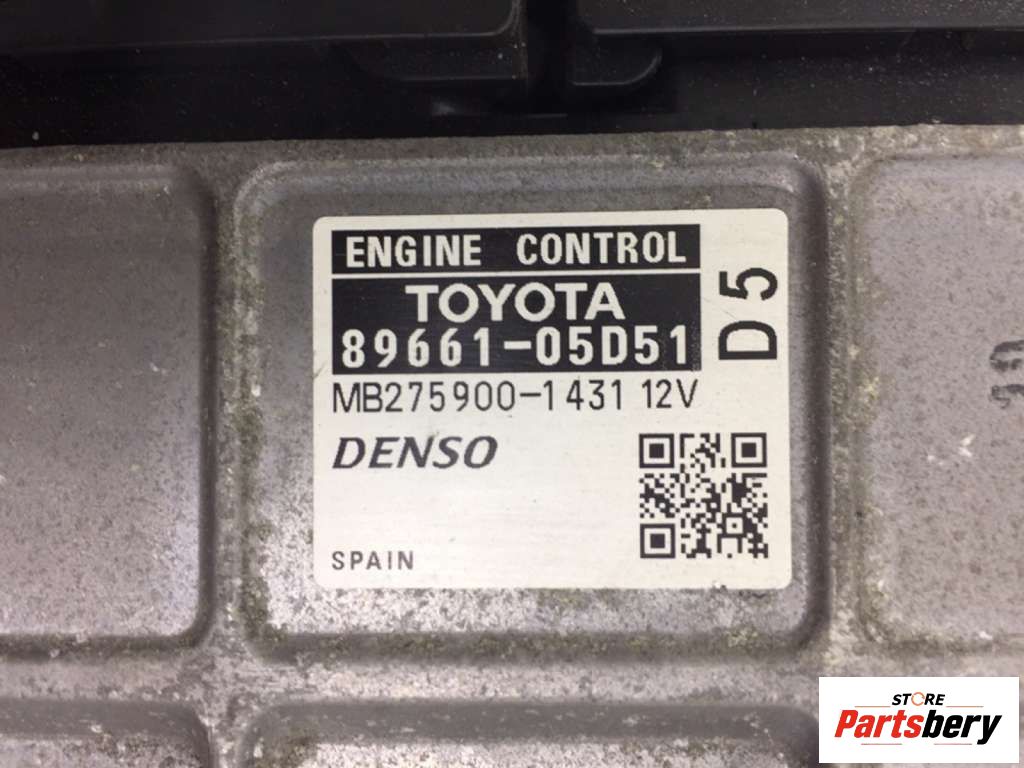 ENGINE CONTROL
TOYOTA
89661-05D51
D5
MB275900-1431 12V
DENSO
SPAIN
STORE
Partsbery